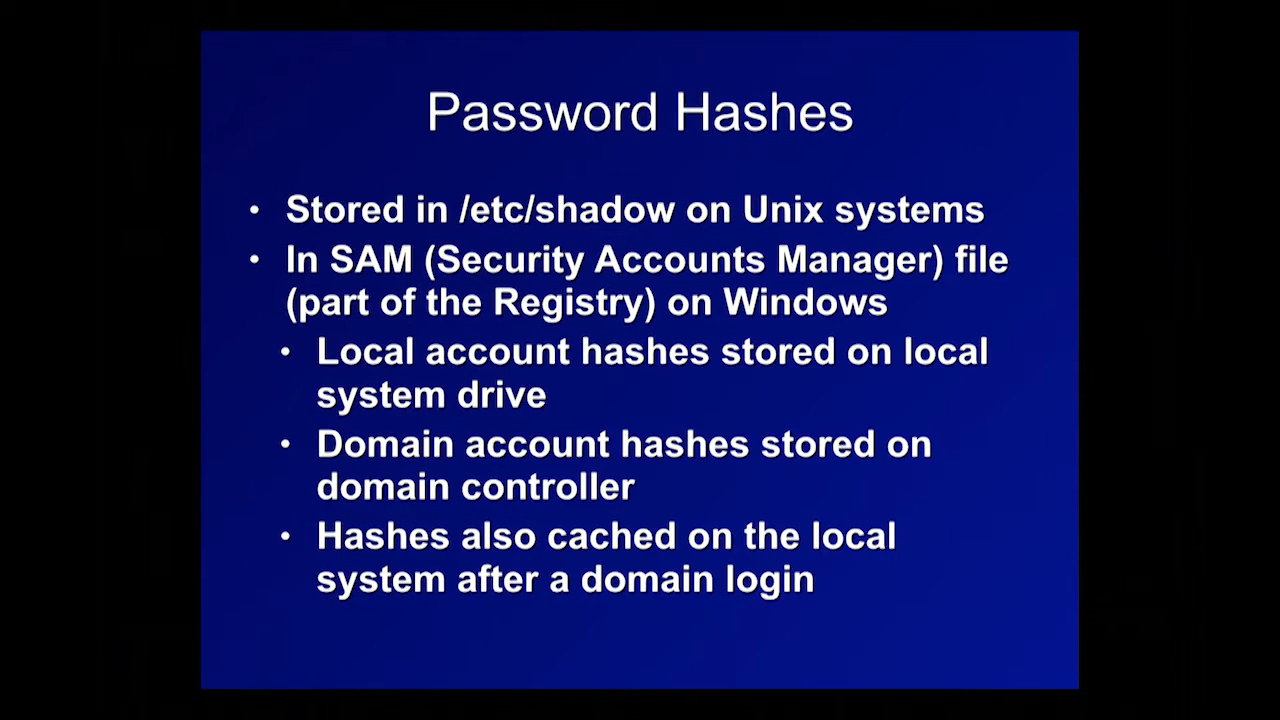 Password Hashes
• Stored in /etc/shadow on Unix systems
• In SAM (Security Accounts Manager) file
(part of the Registry) on Windows
• Local account hashes stored on local
system drive
• Domain account hashes stored on
domain controller
• Hashes also cached on the local
system after a domain login